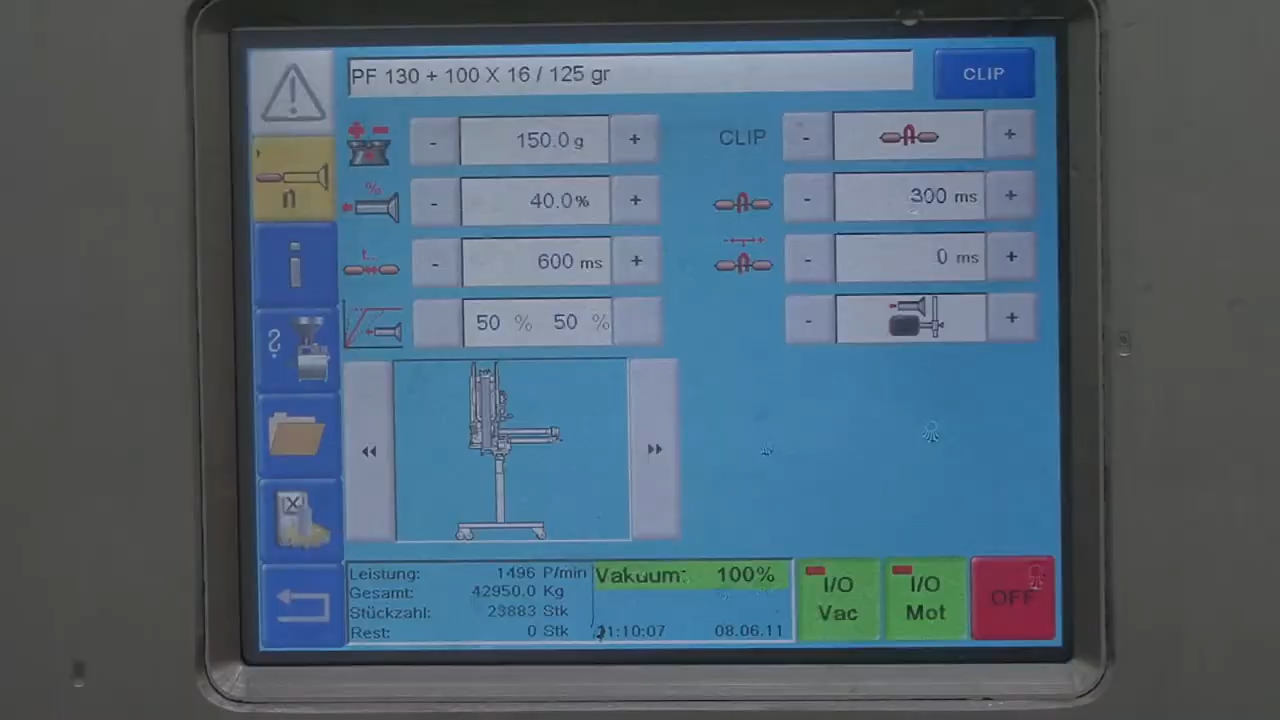 PF 130 + 100 X 16 / 125 gr
CLIP
- 150.0 g +
CLIP - +
%
- 40.0 % +
- 300 ms +
t..
- 600 ms +
- 0 ms +
50 % 50 %
- +
n
i
?
X
Leistung: 1496 P/min
Gesamt: 42950.0 Kg
Stückzahl: 23883 Stk
Rest: 0 Stk
Vakuum: 100%
:10:07 08.06.11
I/O
Vac
I/O
Mot
OFF